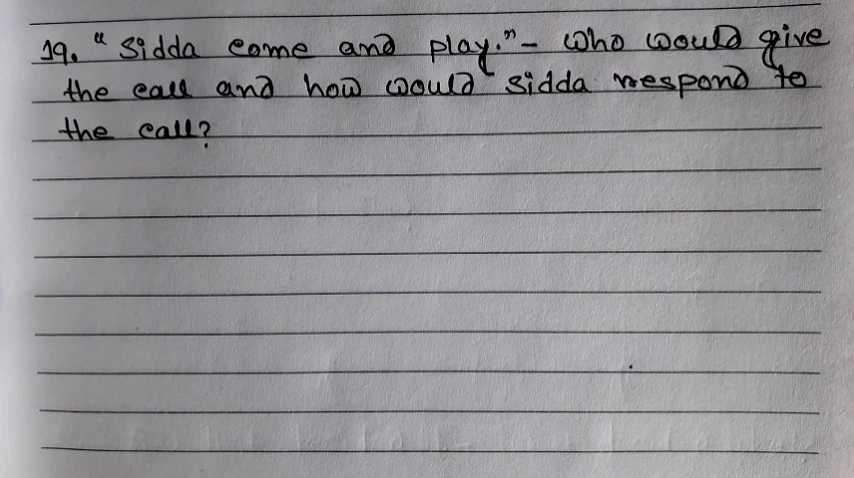 19. "Sidda come and play."- Who would give
the call and how would Sidda respond to
the call?